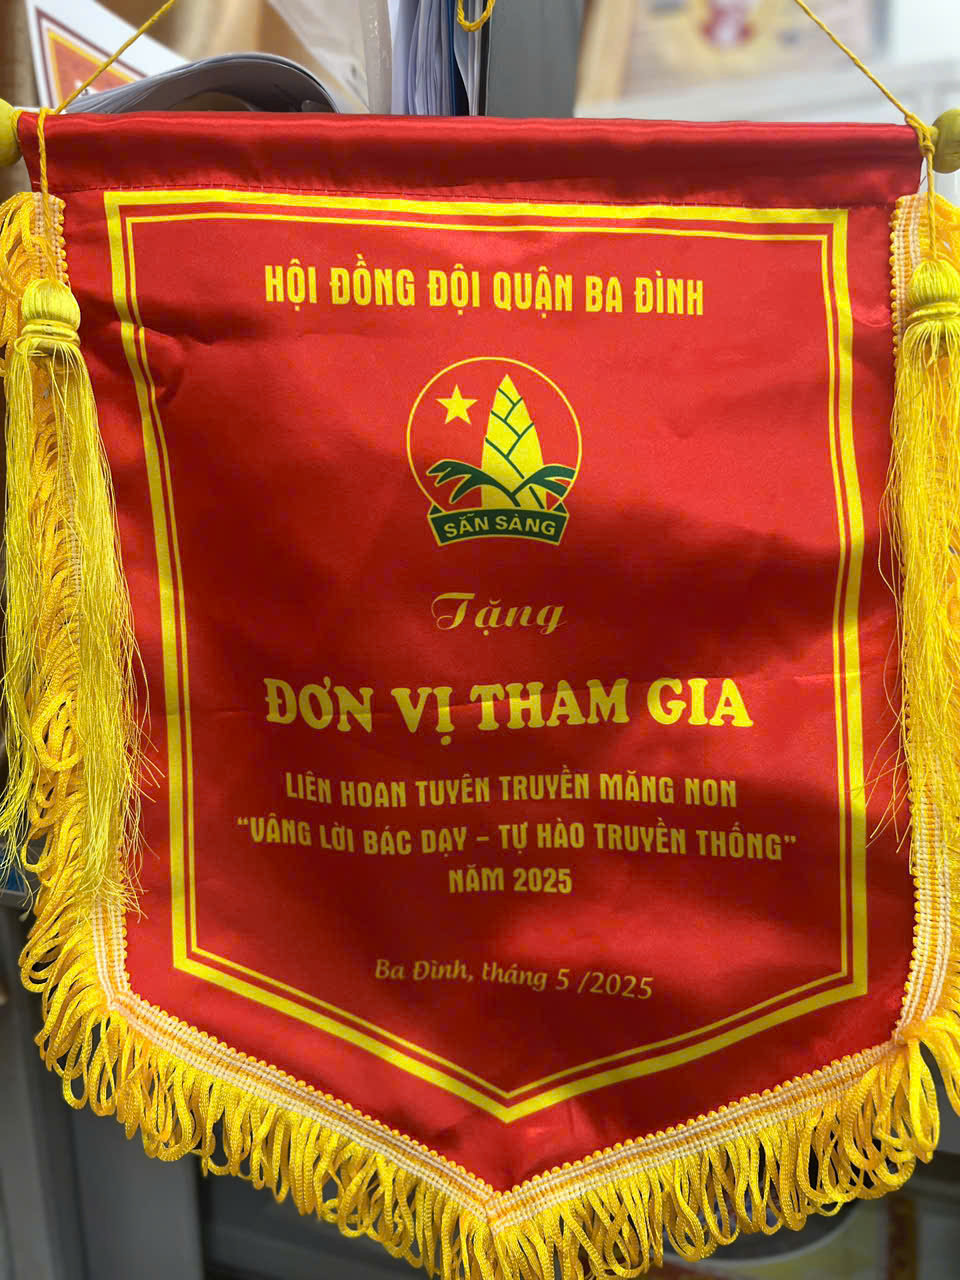 HỘI ĐỒNG ĐỘI QUẬN BA ĐÌNH
SẴN SÀNG
Tặng
ĐƠN VỊ THAM GIA
LIÊN HOAN TUYÊN TRUYỀN MĂNG NON
“VÂNG LỜI BÁC DẠY – TỰ HÀO TRUYỀN THỐNG”
NĂM 2025
Ba Đình, tháng 5 /2025